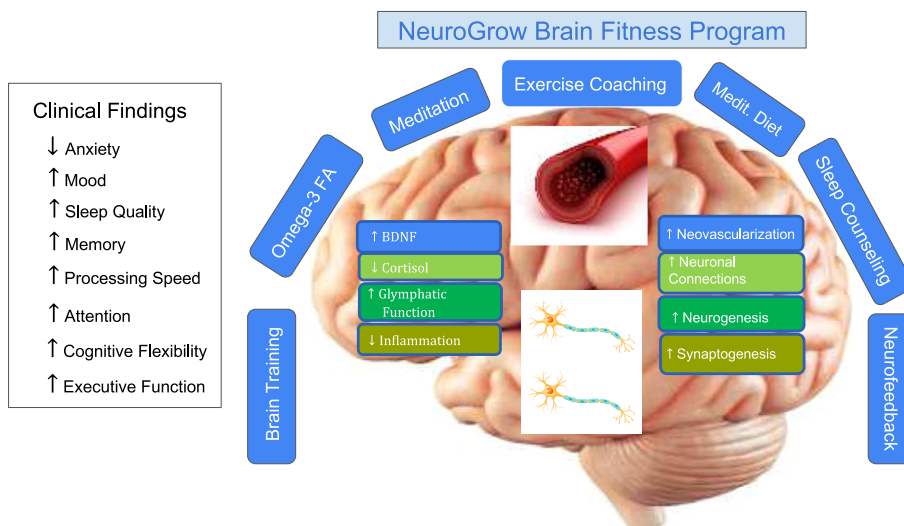 NeuroGrow Brain Fitness Program
Clinical Findings
↓ Anxiety
↑ Mood
↑ Sleep Quality
↑ Memory
↑ Processing Speed
↑ Attention
↑ Cognitive Flexibility
↑ Executive Function
Brain Training
Omega-3 FA
Meditation
Exercise Coaching
Medit. Diet
Sleep Counseling
Neurofeedback
↑ BDNF
↓ Cortisol
↑ Glymphatic
Function
↓ Inflammation
↑ Neovascularization
↑ Neuronal
Connections
↑ Neurogenesis
↑ Synaptogenesis